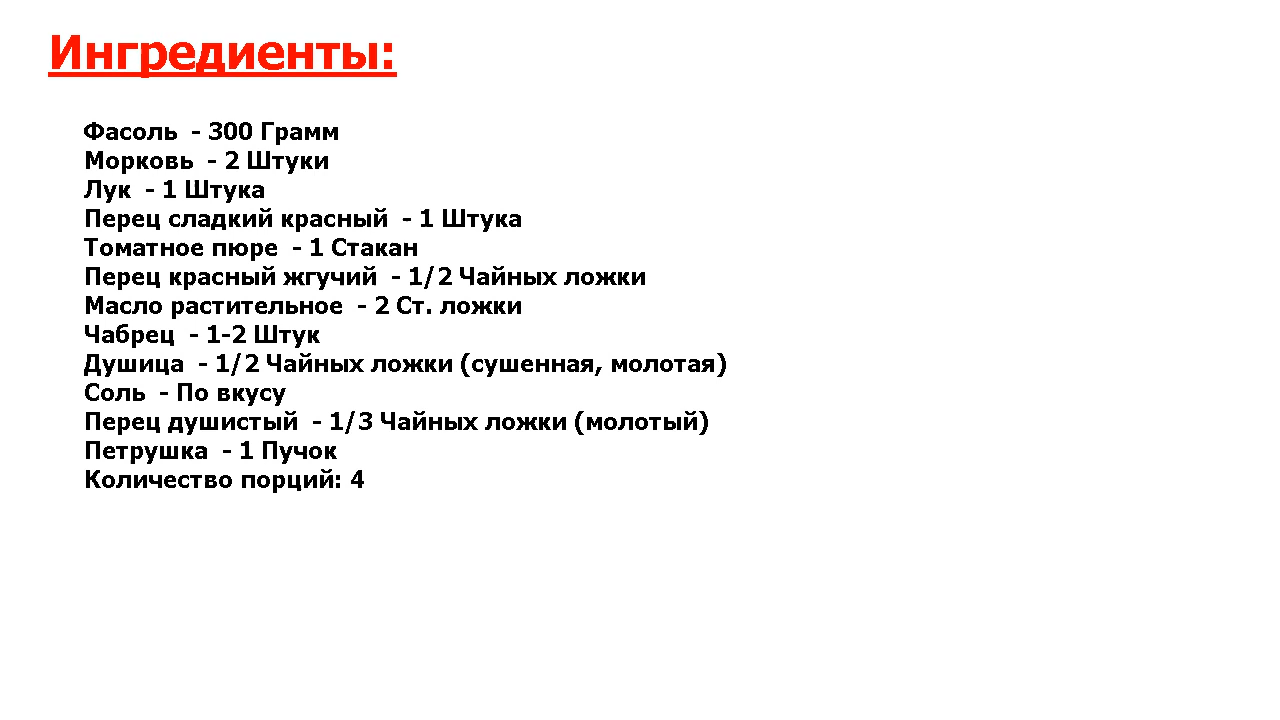 Ингредиенты:
Фасоль - 300 Грамм
Морковь - 2 Штуки
Лук - 1 Штука
Перец сладкий красный - 1 Штука
Томатное пюре - 1 Стакан
Перец красный жгучий - 1/2 Чайных ложки
Масло растительное - 2 Ст. ложки
Чабрец - 1-2 Штук
Душица - 1/2 Чайных ложки (сушенная, молотая)
Соль - По вкусу
Перец душистый - 1/3 Чайных ложки (молотый)
Петрушка - 1 Пучок
Количество порций: 4